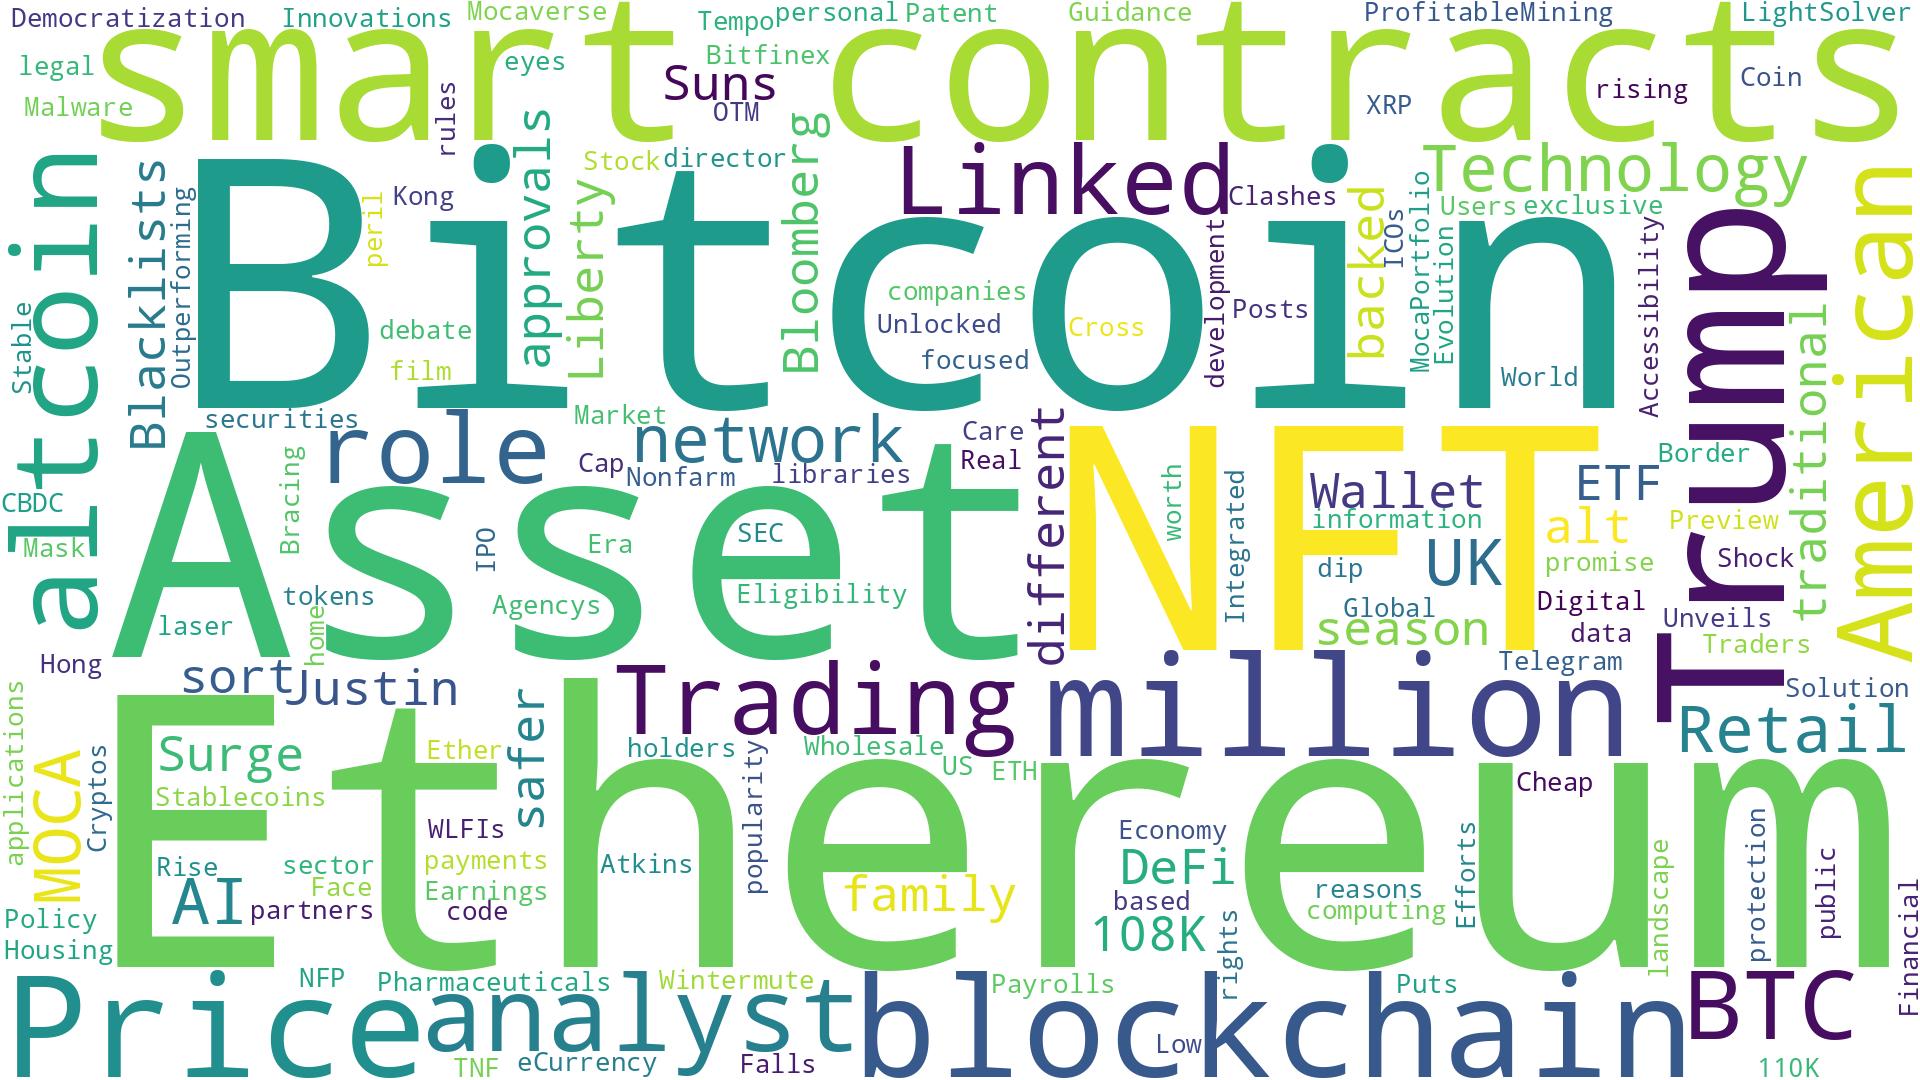 Democratization
Innovations
Mocaverse
Tempo
personal
Patent
Guidance
ProfitableMining
LightSolver
smart contracts
legal
Malware
rules
eyes
Bitfinex
Suns
OTM
XRP
rising
Coin
altcoin
Stable
Blacklists
Outperforming
Bitcoin
peril
Kong
approvals
Stock
director
Liberty
Bloomberg
Linked
Clashes
Technology
Users
exclusive
backed
ICOs
MocaPortfolio
Evolution
Accessibility
Trump
traditional
American
debate
film
companies
Unlocked
focused
Cross
development
Posts
World
securities
role
Market
network
Cap
Nonfarm
libraries
Care
Real
different
NFT
Asset
CBDC
Mask
Bracing
IPO
Era
SEC
Agencys
Eligibility
tokens
home
laser
worth
Integrated
Wallet
information
ETF
alt
dip
UK
promise
Global
season
Digital
data
Border
Preview
Shock
Unveils
Traders
Telegram
Solution
Hong
sort
Justin
safer
Trading
million
Retail
applications
MOCA
Cryptos
Ethereum
Surge
Stablecoins
Ether
holders
popularity
Wholesale
US
ETH
Cheap
Rise
AI
sector
Face
partners
WLFIs
payments
Earnings
code
Atkins
family
Economy
DeFi
based
108K
rights
reasons
computing
Efforts
landscape
protection
public
Financial
Policy
Housing
NFP
Pharmaceuticals
Wintermute
Payrolls
Puts
Price
analyst
blockchain
BTC
TNF
eCurrency
Falls
Low
110K